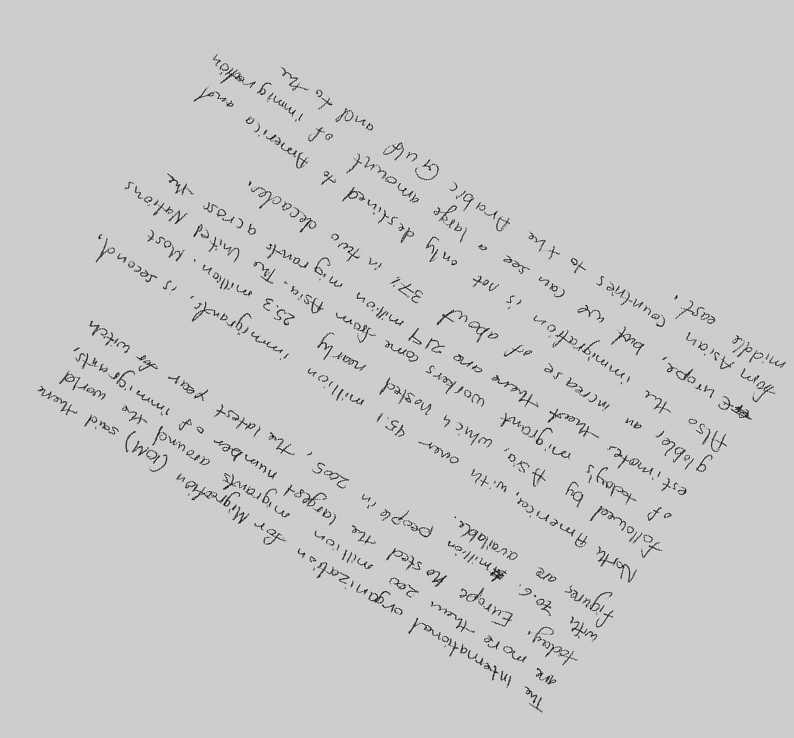 The International organization for Migration (IOM) said there
are more then 200 million migrants around the world
today. Europe hosted the largest number of immigrants,
with 70.6 million people in 2005, the latest year for witch
figures are available.
North America, with over 45.1 million immigrants, is second,
followed by Asia, which hosted nearly 25.3 million. Most
of today's migrant workers come from Asia. The United Nations
estimates that there are 214 million migrants across the
globler, an increase of about 37% in two decades.
Also the immigration is not only destined to America and
Europe, but we can see a large amount of immigration
from Asian countries to the Arabic Gulf and to the
middle east.